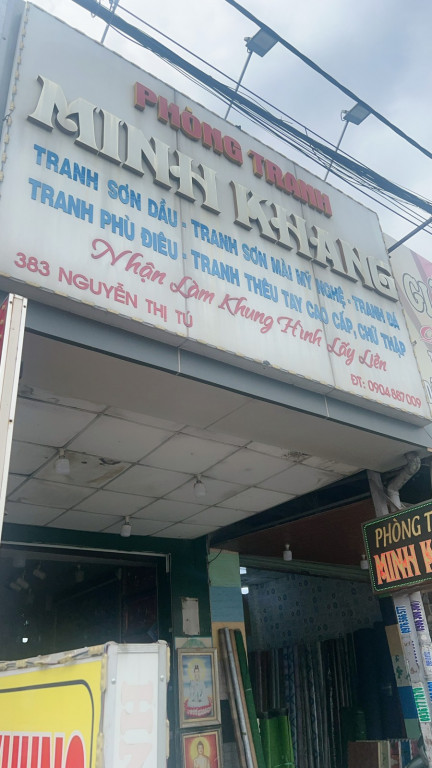 PHÒNG TRANH
MINH KHANG
TRANH SƠN DẦU - TRANH SƠN MÀI MỸ NGHỆ - TRANH ĐÁ
TRANH PHÙ ĐIÊU - TRANH THÊU TAY CAO CẤP, CHỮ THẬP
Nhận Làm Khung Hình Lấy Liền
383 NGUYỄN THỊ TÚ
ĐT: 0904 887 009
PHÒNG T
MINH K
HUNG